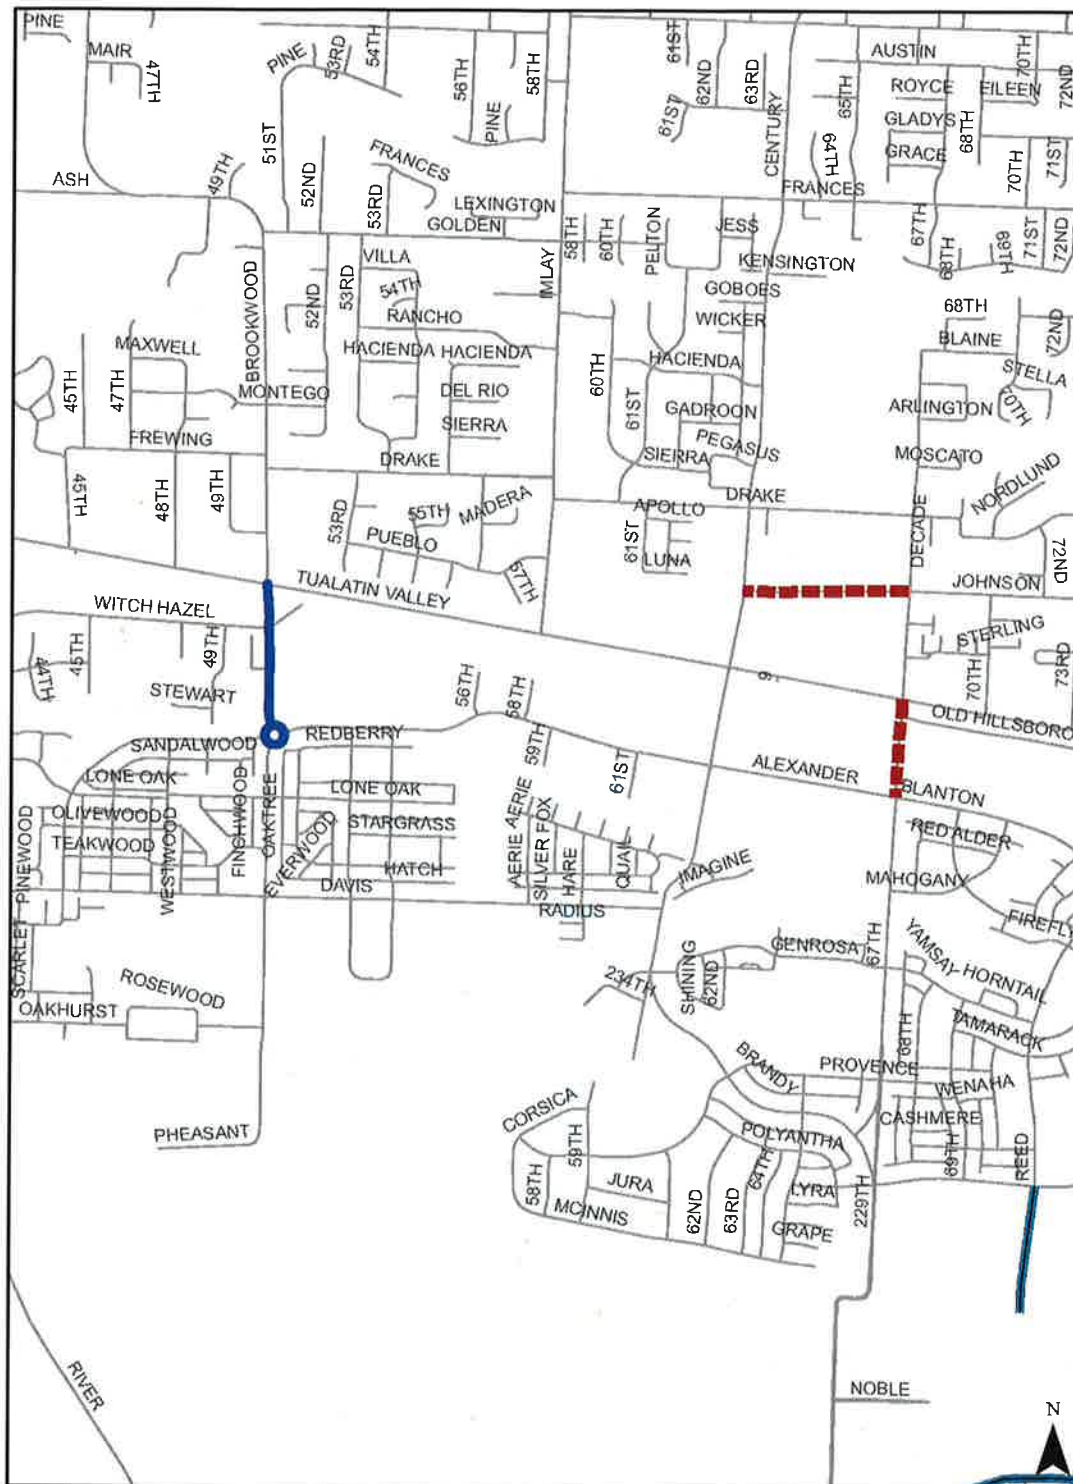 PINE
MAIR
47TH
PINE
53RD
54TH
56TH
58TH
61ST
62ND
63RD
CENTURY
AUSTIN
70TH
72ND
ROYCE
EILEEN
65TH
GLADYS
68TH
61ST
PINE
51ST
FRANCES
64TH
GRACE
70TH
71ST
ASH
49TH
52ND
53RD
FRANCES
LEXINGTON
GOLDEN
IMLAY
58TH
60TH
PELTON
JESS
67TH
68TH
69TH
71ST
72ND
KENSINGTON
VILLA
54TH
BROOKWOOD
52ND
53RD
GOBOES
RANCHO
WICKER
68TH
BLAINE
72ND
MAXWELL
HACIENDA
HACIENDA
HACIENDA
STELLA
45TH
47TH
MONTEGO
DEL RIO
60TH
61ST
GADROON
ARLINGTON
70TH
FREWING
SIERRA
PEGASUS
DRAKE
SIERRA
MOSCATO
45TH
48TH
49TH
DRAKE
NORDLUND
53RD
55TH
MADERA
APOLLO
DECADE
PUEBLO
61ST
LUNA
72ND
57TH
TUALATIN VALLEY
JOHNSON
WITCH HAZEL
STERLING
44TH
45TH
49TH
STEWART
56TH
58TH
70TH
73RD
OLD HILLSBORO
SANDALWOOD
REDBERRY
59TH
61ST
ALEXANDER
BLANTON
LONE OAK
LONE OAK
AERIE
OLIVEWOOD
FINCHWOOD
OAKTREE
STARGRASS
RED ALDER
TEAKWOOD
EVERWOOD
PINEWOOD
WESTWOOD
HATCH
AERIE
SILVER FOX
HARE
QUAIL
IMAGINE
MAHOGANY
DAVIS
RADIUS
FIREFLY
SCARLET
67TH
GENROSA
YAMSAY
HORNTAIL
ROSEWOOD
234TH
SHINING
62ND
OAKHURST
68TH
TAMARACK
BRANDY
PROVENCE
WENAHA
CORSICA
CASHMERE
PHEASANT
59TH
POLYANTHA
64TH
69TH
REED
58TH
JURA
LYRA
MCINNIS
62ND
63RD
229TH
GRAPE
RIVER
NOBLE
N